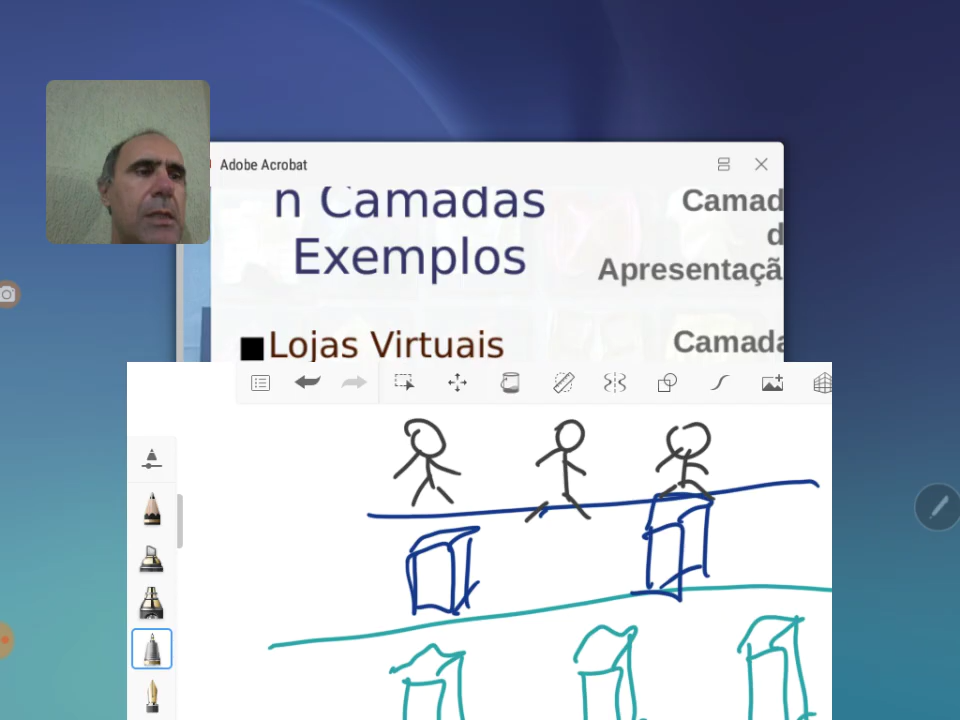 Adobe Acrobat
n Camadas
Exemplos
Camad
d
Apresentaçã
Lojas Virtuais
Camada